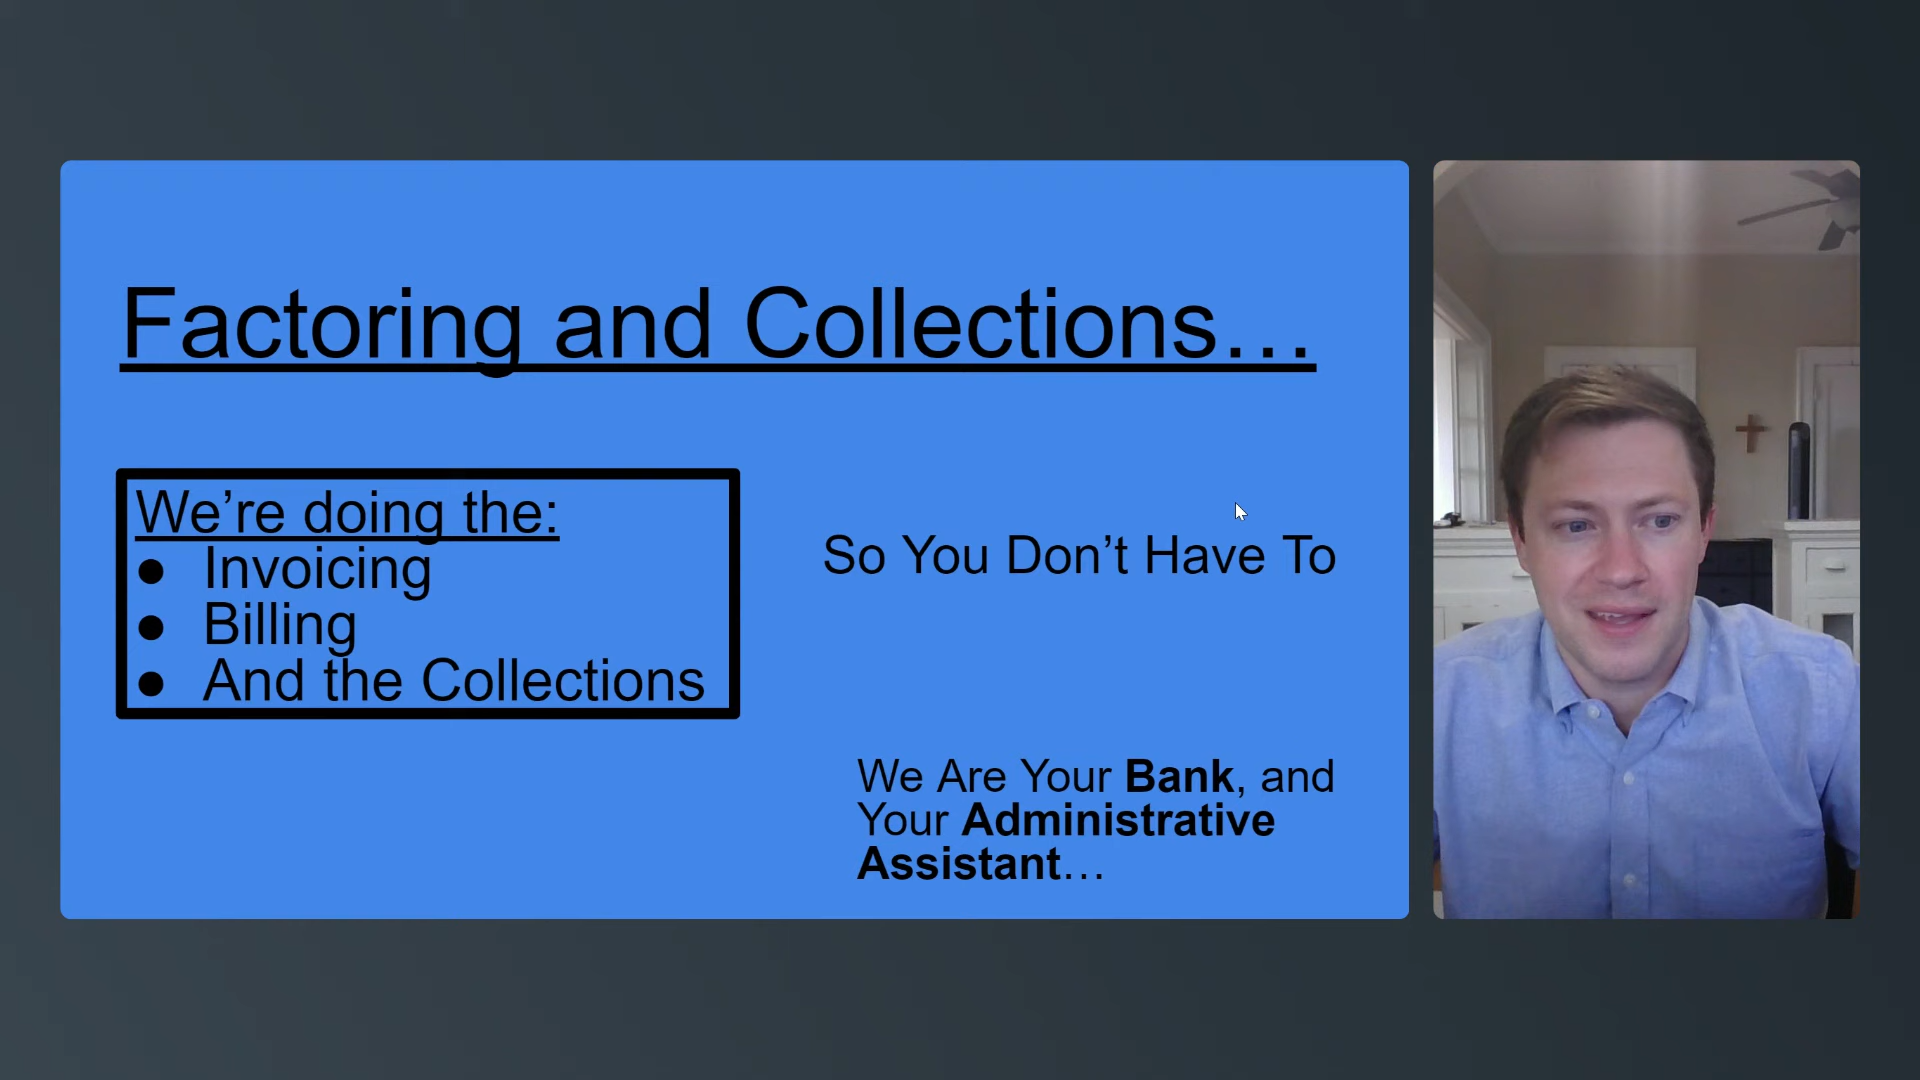 Factoring and Collections…
We’re doing the:
● Invoicing
● Billing
● And the Collections
So You Don’t Have To
We Are Your Bank, and
Your Administrative
Assistant…